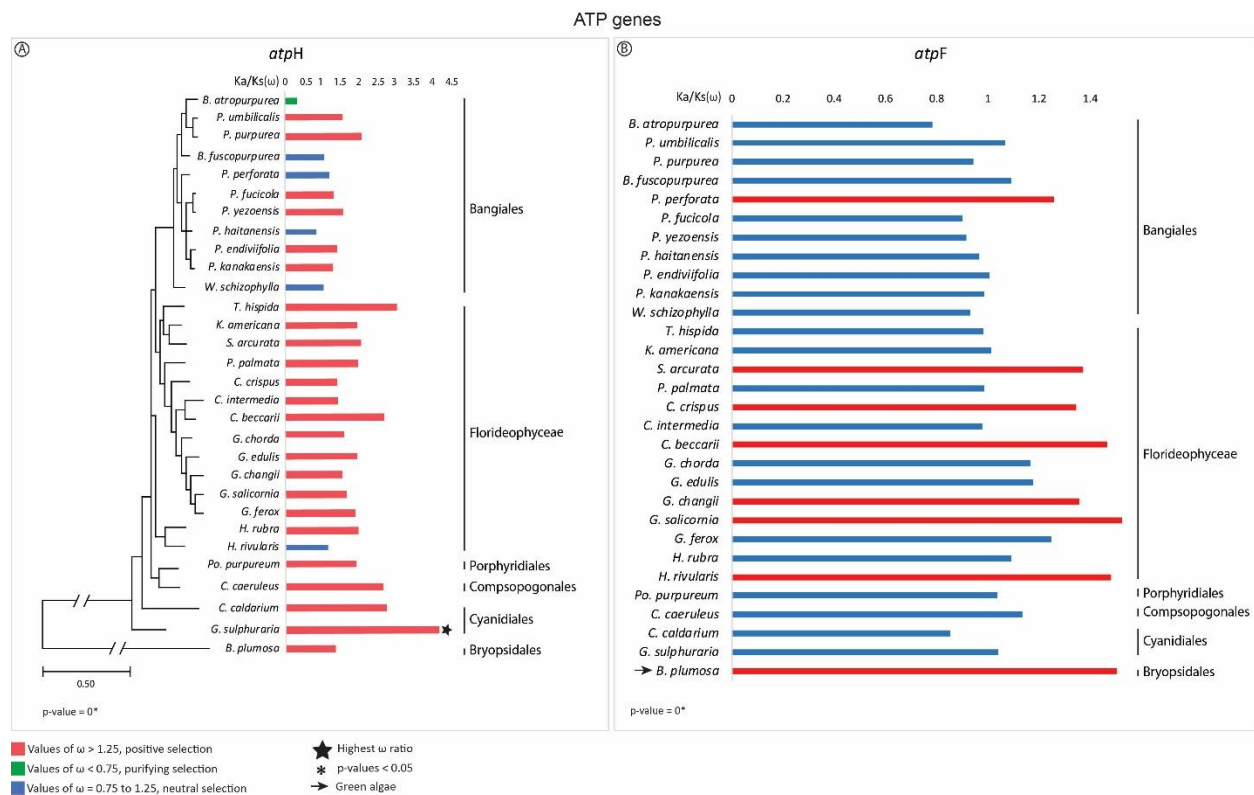 ATP genes
A
atpH
Ka/Ks(ω) 0 0.5 1 1.5 2 2.5 3 3.5 4 4.5
B. atropurpurea
P. umbilicalis
P. purpurea
B. fuscopurpurea
P. perforata
P. fucicola
P. yezoensis
P. haitanensis
P. endiviifolia
P. kanakaensis
W. schizophylla
Bangiales
T. hispida
K. americana
S. arcurata
P. palmata
C. crispus
C. intermedia
C. beccarii
G. chorda
G. edulis
G. changii
G. salicornia
G. ferox
H. rubra
H. rivularis
Florideophyceae
Po. purpureum
Porphyridiales
C. caeruleus
Compsopogonales
C. caldarium
G. sulphuraria
Cyanidiales
B. plumosa
Bryopsidales
0.50
p-value = 0*
B
atpF
Ka/Ks(ω) 0 0.2 0.4 0.6 0.8 1 1.2 1.4
B. atropurpurea
P. umbilicalis
P. purpurea
B. fuscopurpurea
P. perforata
P. fucicola
P. yezoensis
P. haitanensis
P. endiviifolia
P. kanakaensis
W. schizophylla
Bangiales
T. hispida
K. americana
S. arcurata
P. palmata
C. crispus
C. intermedia
C. beccarii
G. chorda
G. edulis
G. changii
G. salicornia
G. ferox
H. rubra
H. rivularis
Florideophyceae
Po. purpureum
Porphyridiales
C. caeruleus
Compsopogonales
C. caldarium
G. sulphuraria
Cyanidiales
B. plumosa
Bryopsidales
p-value = 0*
Values of ω > 1.25, positive selection
Values of ω < 0.75, purifying selection
Values of ω = 0.75 to 1.25, neutral selection
Highest ω ratio
* p-values < 0.05
Green algae